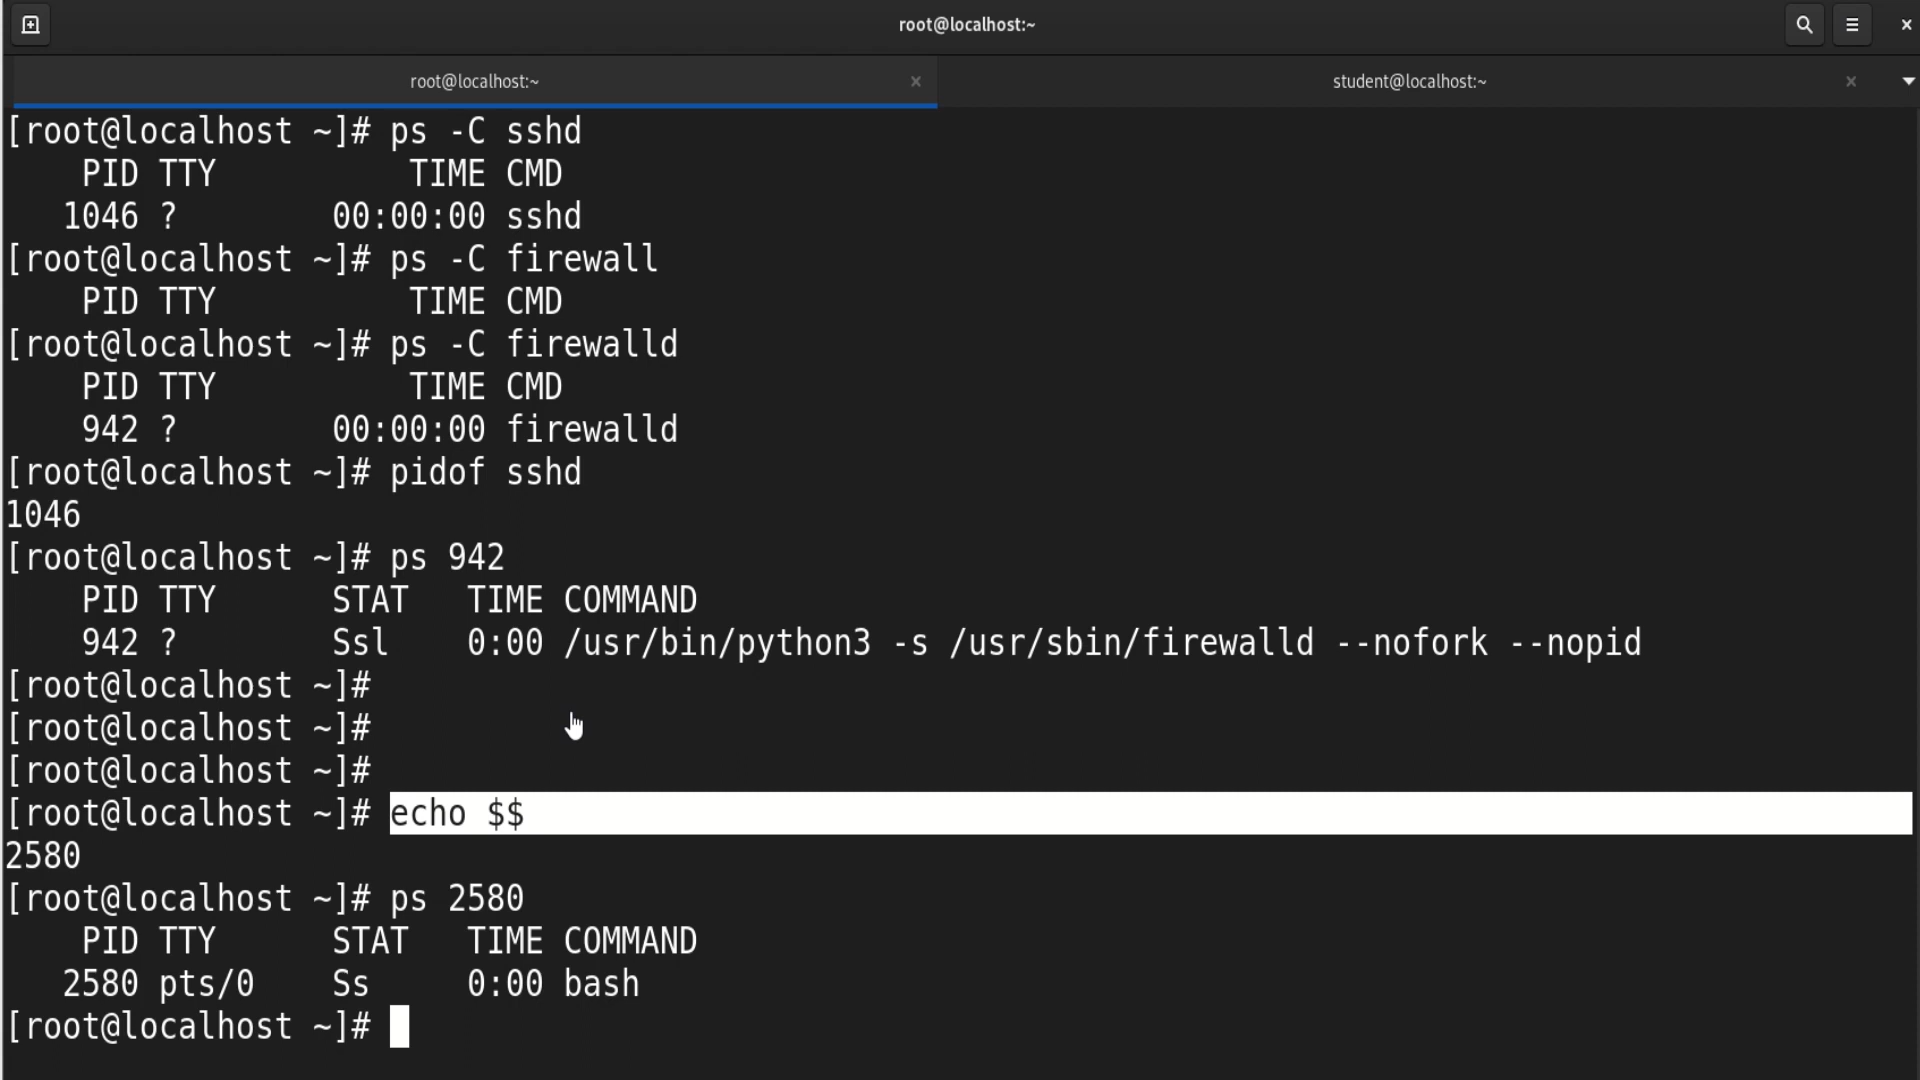 root@localhost:~
root@localhost:~
student@localhost:~
[root@localhost ~]# ps -C sshd
    PID TTY          TIME CMD
   1046 ?        00:00:00 sshd
[root@localhost ~]# ps -C firewall
    PID TTY          TIME CMD
[root@localhost ~]# ps -C firewalld
    PID TTY          TIME CMD
    942 ?        00:00:00 firewalld
[root@localhost ~]# pidof sshd
1046
[root@localhost ~]# ps 942
    PID TTY      STAT   TIME COMMAND
    942 ?        Ssl    0:00 /usr/bin/python3 -s /usr/sbin/firewalld --nofork --nopid
[root@localhost ~]#
[root@localhost ~]#
[root@localhost ~]#
[root@localhost ~]# echo $$
2580
[root@localhost ~]# ps 2580
    PID TTY      STAT   TIME COMMAND
   2580 pts/0    Ss     0:00 bash
[root@localhost ~]#